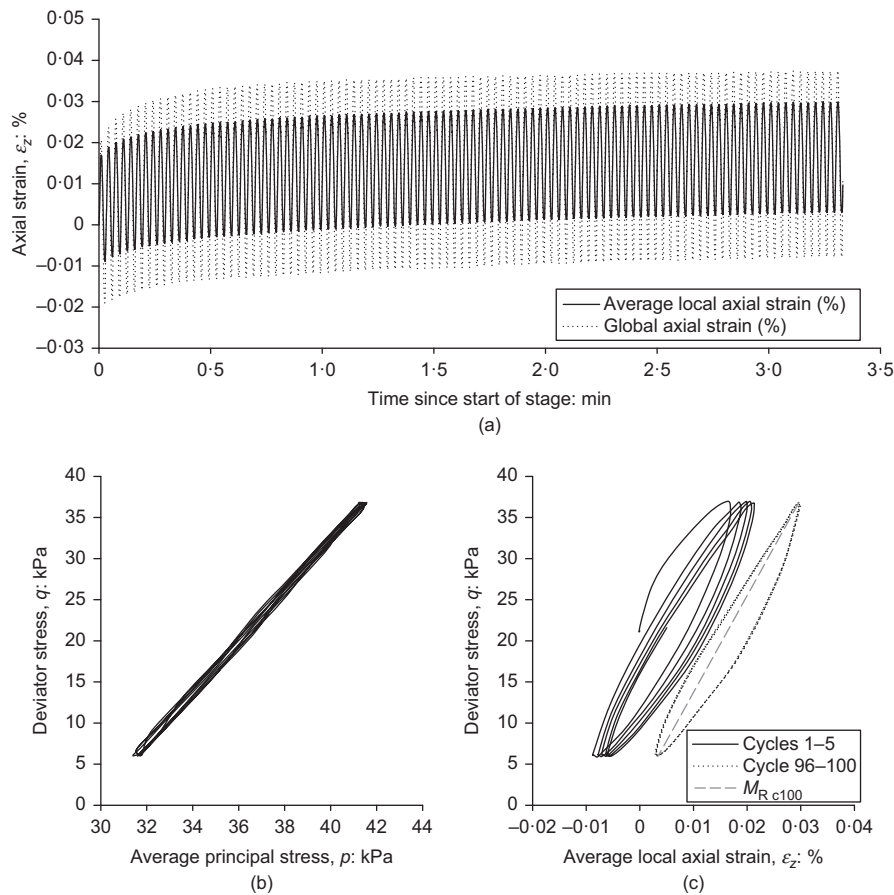 0·05
0·04
0·03
0·02
0·01
0
–0·01
–0·02
–0·03
Axial strain, εz: %
Average local axial strain (%)
Global axial strain (%)
0 0·5 1·0 1·5 2·0 2·5 3·0 3·5
Time since start of stage: min
(a)
40
35
30
25
20
15
10
5
0
Deviator stress, q: kPa
30 32 34 36 38 40 42 44
Average principal stress, p: kPa
(b)
40
35
30
25
20
15
10
5
0
Deviator stress, q: kPa
Cycles 1–5
Cycle 96–100
MR c100
–0·02 –0·01 0 0·01 0·02 0·03 0·04
Average local axial strain, εz: %
(c)